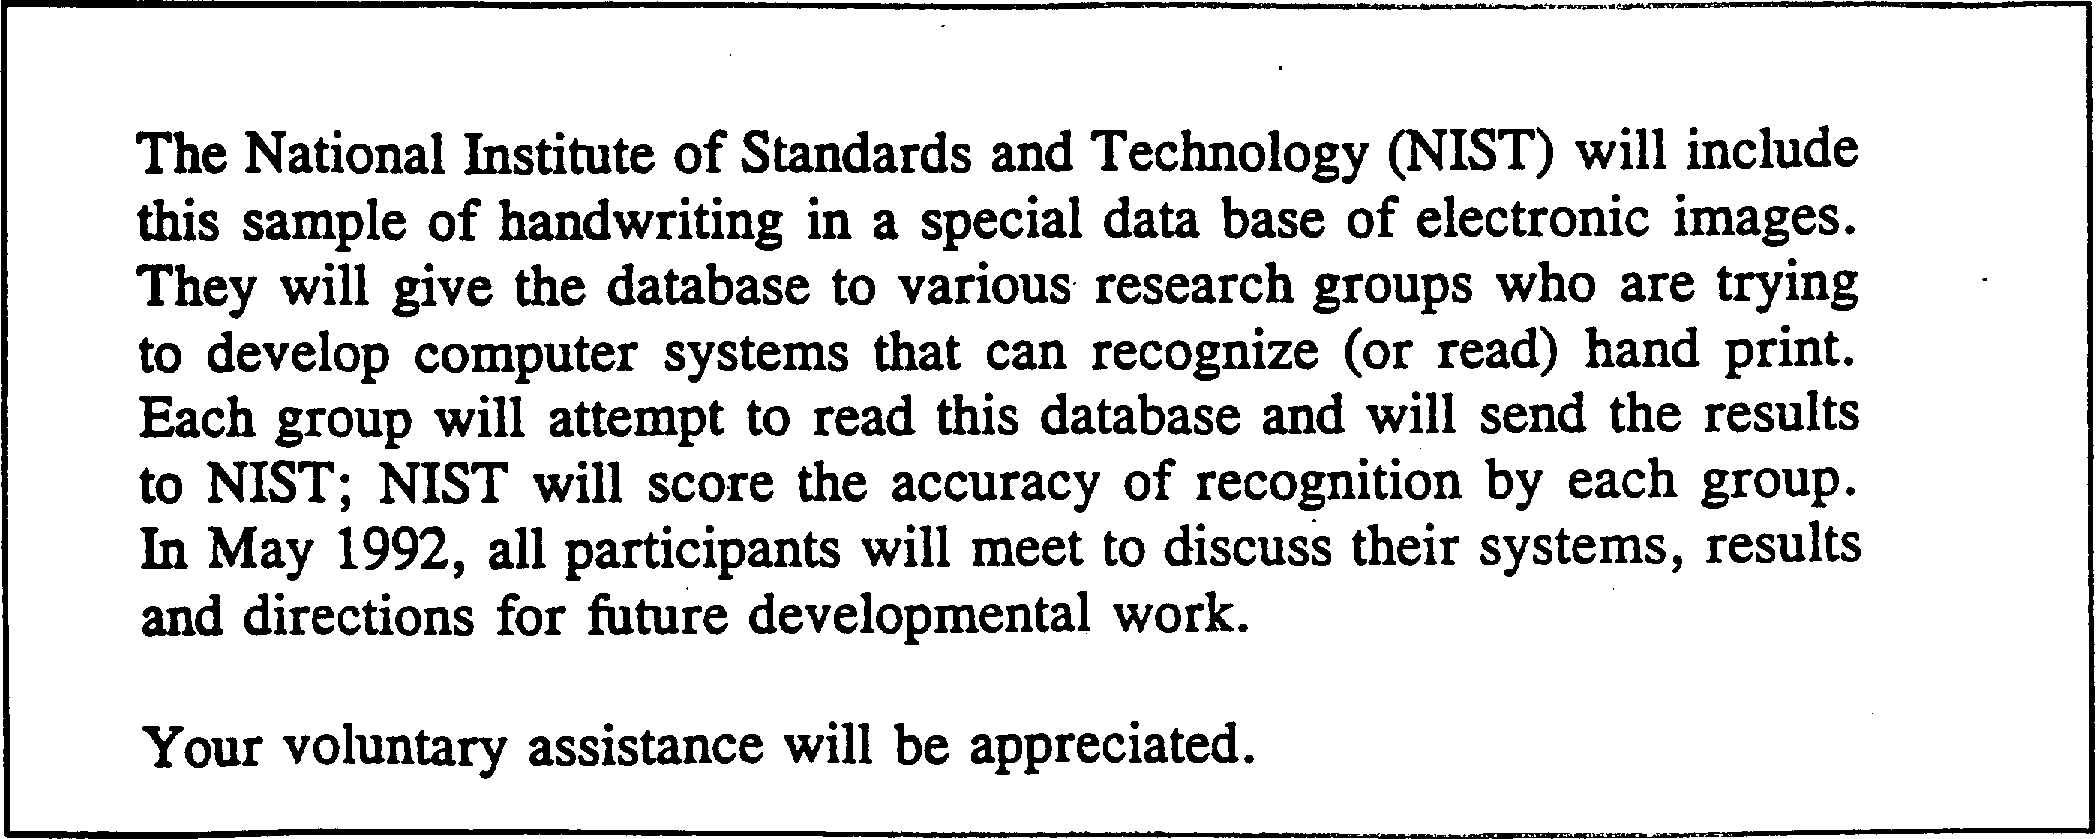 The National Institute of Standards and Technology (NIST) will include
this sample of handwriting in a special data base of electronic images.
They will give the database to various research groups who are trying
to develop computer systems that can recognize (or read) hand print.
Each group will attempt to read this database and will send the results
to NIST; NIST will score the accuracy of recognition by each group.
In May 1992, all participants will meet to discuss their systems, results
and directions for future developmental work.
Your voluntary assistance will be appreciated.